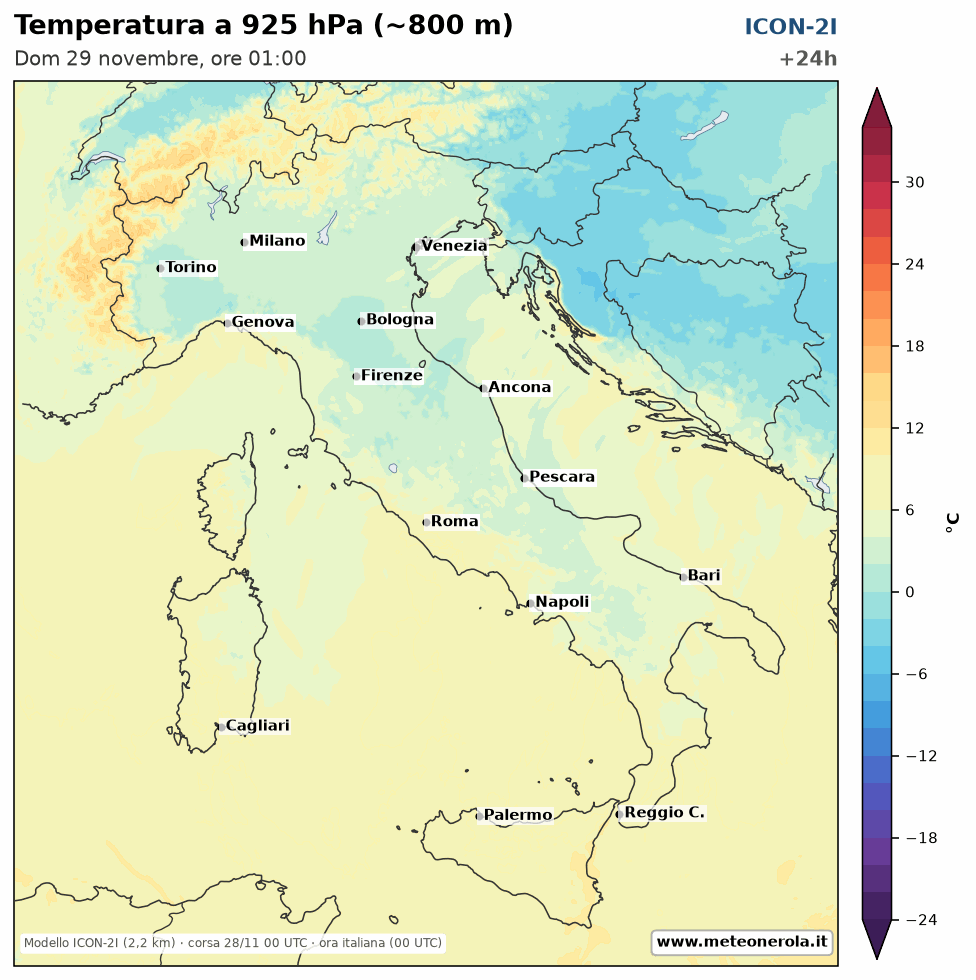 Temperatura a 925 hPa (~800 m)
ICON-2I
Dom 29 novembre, ore 01:00
+24h
30
24
18
12
6
0
−6
−12
−18
−24
°C
Milano
Venezia
Torino
Genova
Bologna
Firenze
Ancona
Pescara
Roma
Bari
Napoli
Cagliari
Palermo
Reggio C.
Modello ICON-2I (2,2 km) · corsa 28/11 00 UTC · ora italiana (00 UTC)
www.meteonerola.it